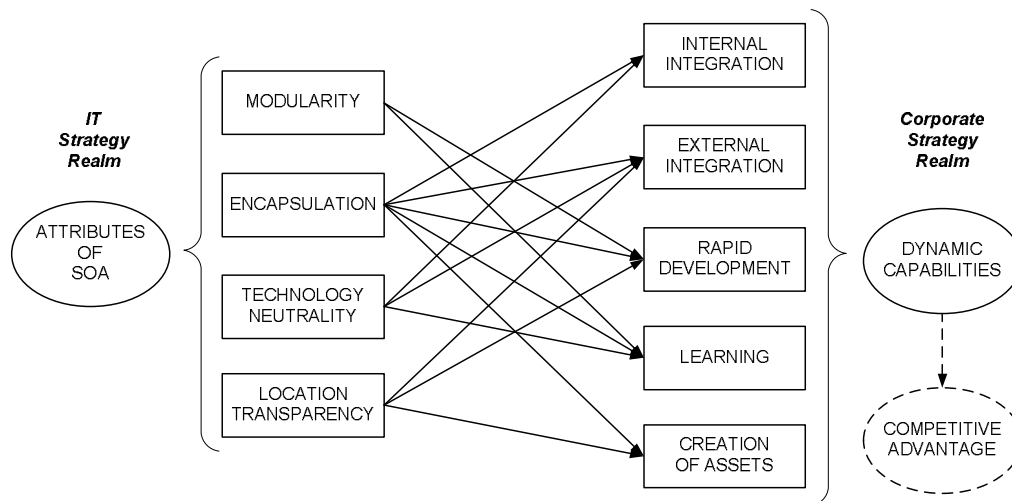 IT
Strategy
Realm
ATTRIBUTES
OF
SOA
MODULARITY
ENCAPSULATION
TECHNOLOGY
NEUTRALITY
LOCATION
TRANSPARENCY
INTERNAL
INTEGRATION
EXTERNAL
INTEGRATION
RAPID
DEVELOPMENT
LEARNING
CREATION
OF ASSETS
Corporate
Strategy
Realm
DYNAMIC
CAPABILITIES
COMPETITIVE
ADVANTAGE